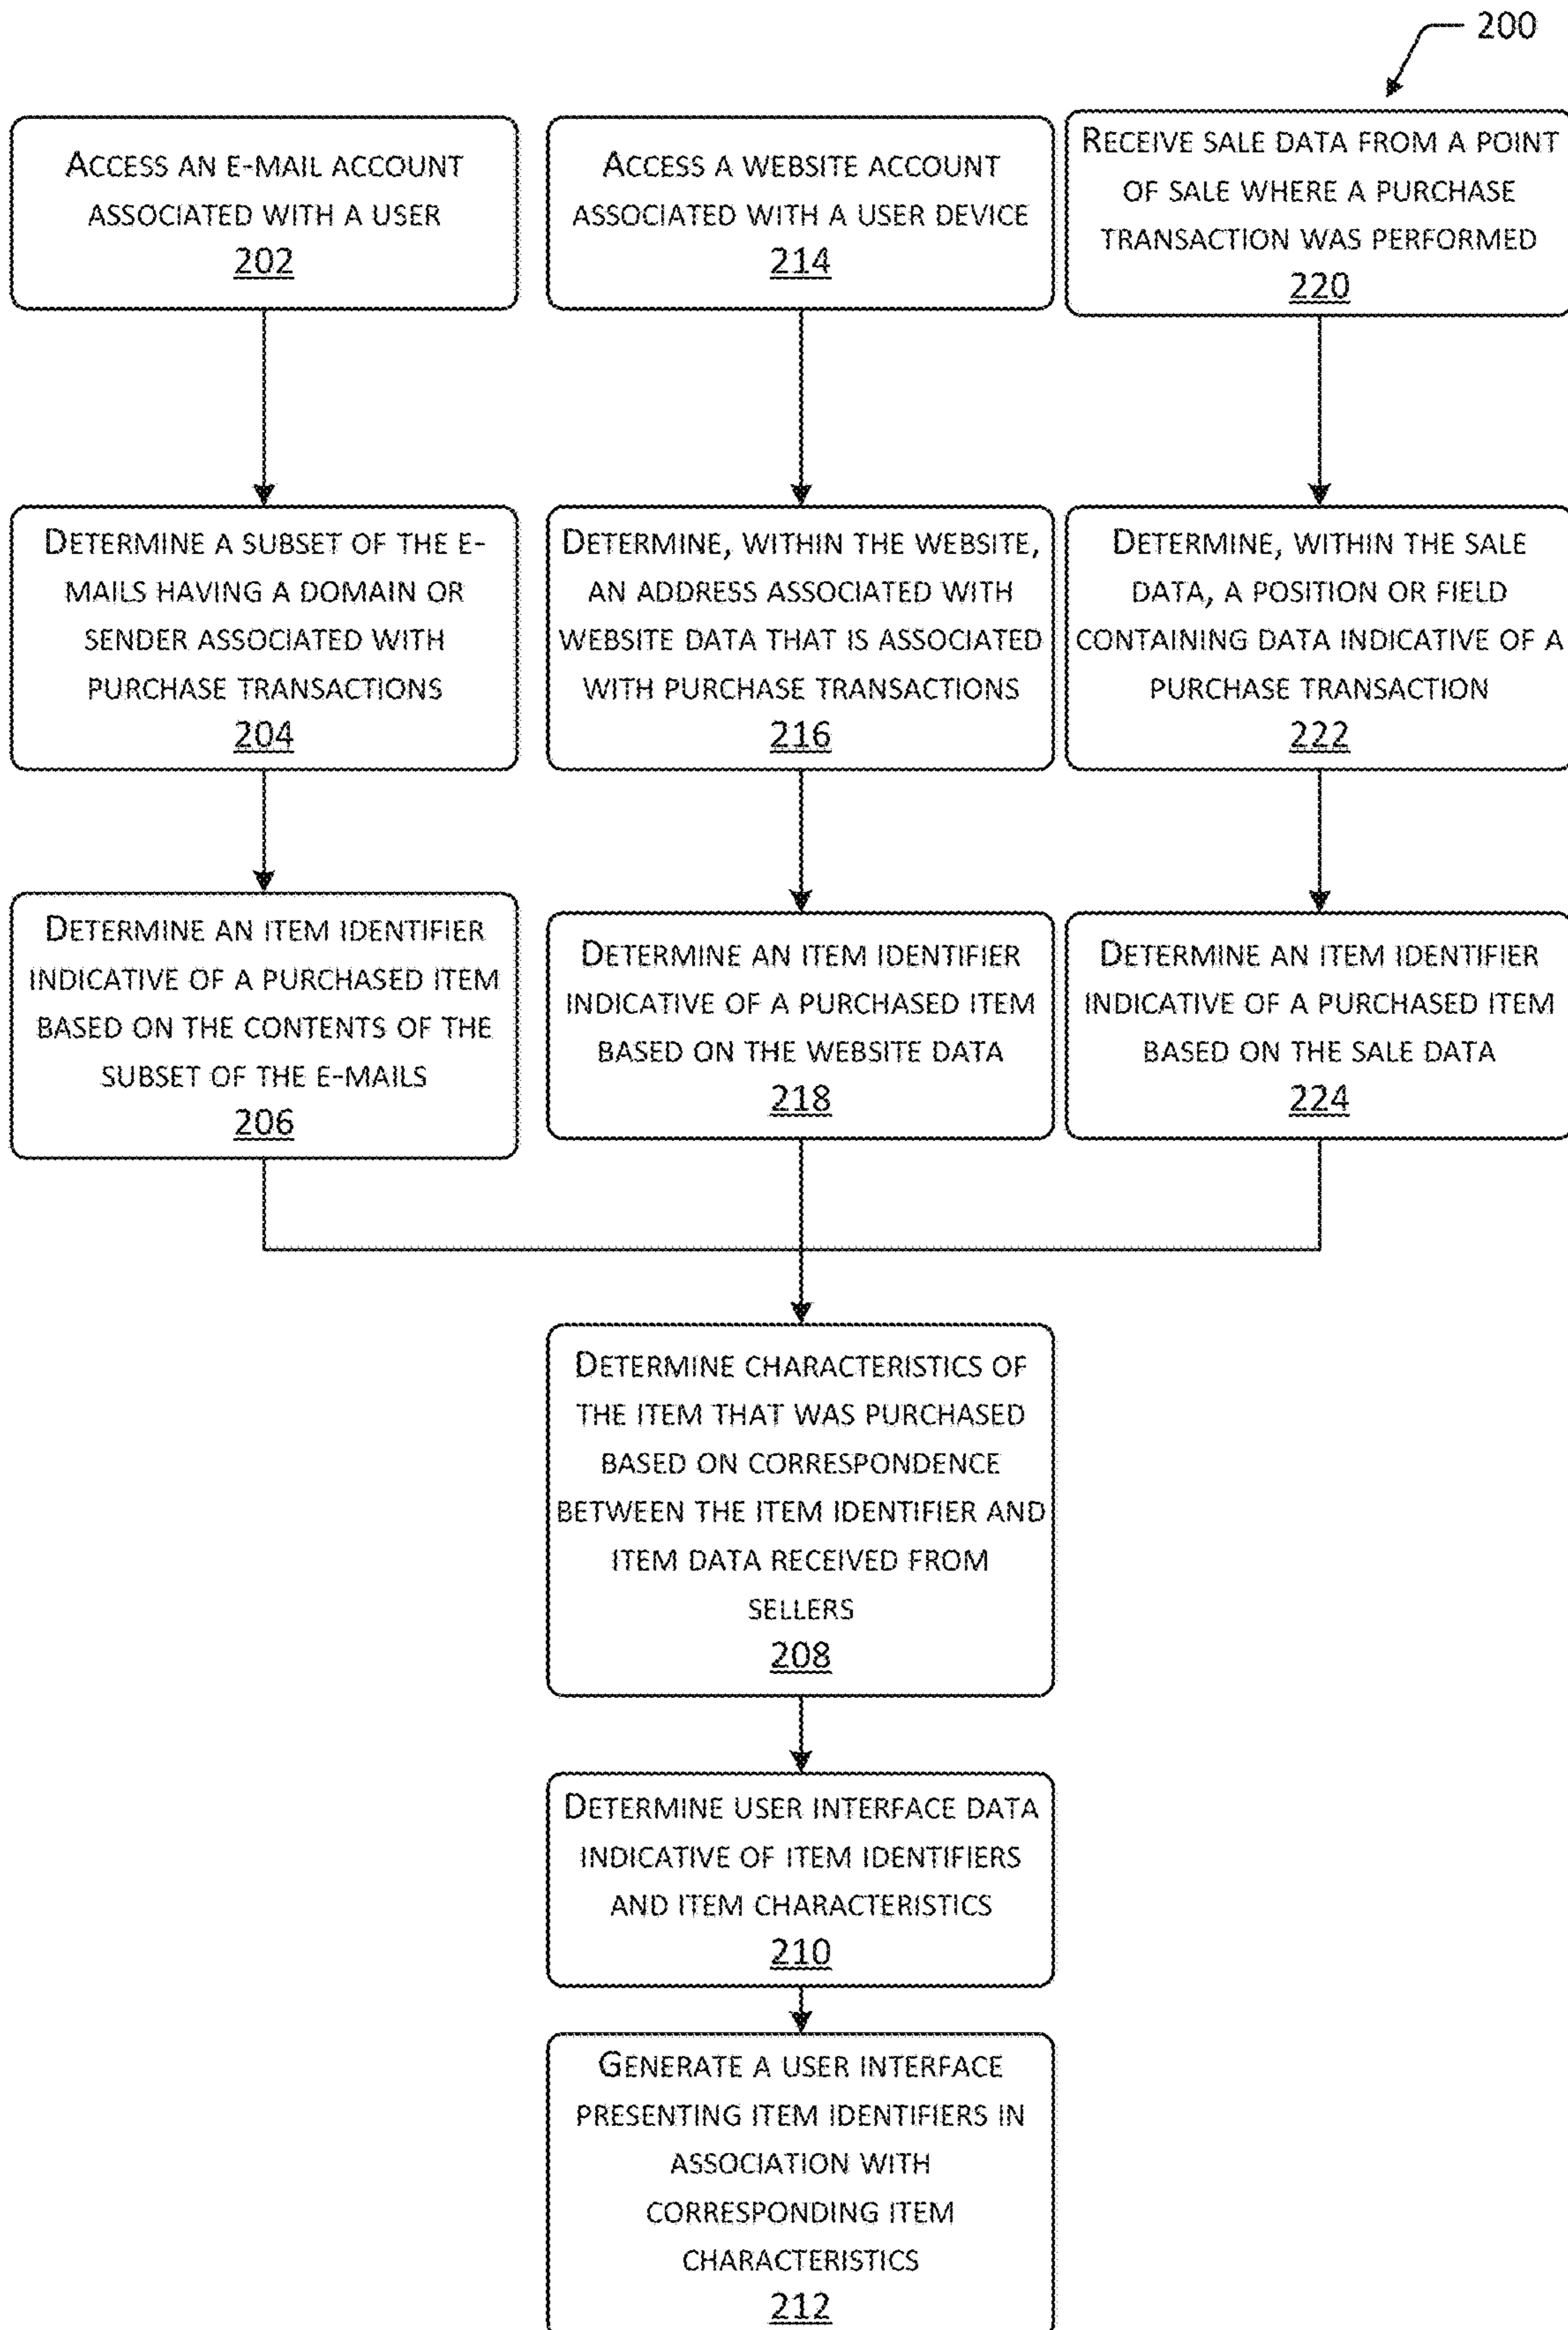 200
ACCESS AN E-MAIL ACCOUNT
ASSOCIATED WITH A USER
202
ACCESS A WEBSITE ACCOUNT
ASSOCIATED WITH A USER DEVICE
214
RECEIVE SALE DATA FROM A POINT
OF SALE WHERE A PURCHASE
TRANSACTION WAS PERFORMED
220
DETERMINE A SUBSET OF THE E-
MAILS HAVING A DOMAIN OR
SENDER ASSOCIATED WITH
PURCHASE TRANSACTIONS
204
DETERMINE, WITHIN THE WEBSITE,
AN ADDRESS ASSOCIATED WITH
WEBSITE DATA THAT IS ASSOCIATED
WITH PURCHASE TRANSACTIONS
216
DETERMINE, WITHIN THE SALE
DATA, A POSITION OR FIELD
CONTAINING DATA INDICATIVE OF A
PURCHASE TRANSACTION
222
DETERMINE AN ITEM IDENTIFIER
INDICATIVE OF A PURCHASED ITEM
BASED ON THE CONTENTS OF THE
SUBSET OF THE E-MAILS
206
DETERMINE AN ITEM IDENTIFIER
INDICATIVE OF A PURCHASED ITEM
BASED ON THE WEBSITE DATA
218
DETERMINE AN ITEM IDENTIFIER
INDICATIVE OF A PURCHASED ITEM
BASED ON THE SALE DATA
224
DETERMINE CHARACTERISTICS OF
THE ITEM THAT WAS PURCHASED
BASED ON CORRESPONDENCE
BETWEEN THE ITEM IDENTIFIER AND
ITEM DATA RECEIVED FROM
SELLERS
208
DETERMINE USER INTERFACE DATA
INDICATIVE OF ITEM IDENTIFIERS
AND ITEM CHARACTERISTICS
210
GENERATE A USER INTERFACE
PRESENTING ITEM IDENTIFIERS IN
ASSOCIATION WITH
CORRESPONDING ITEM
CHARACTERISTICS
212